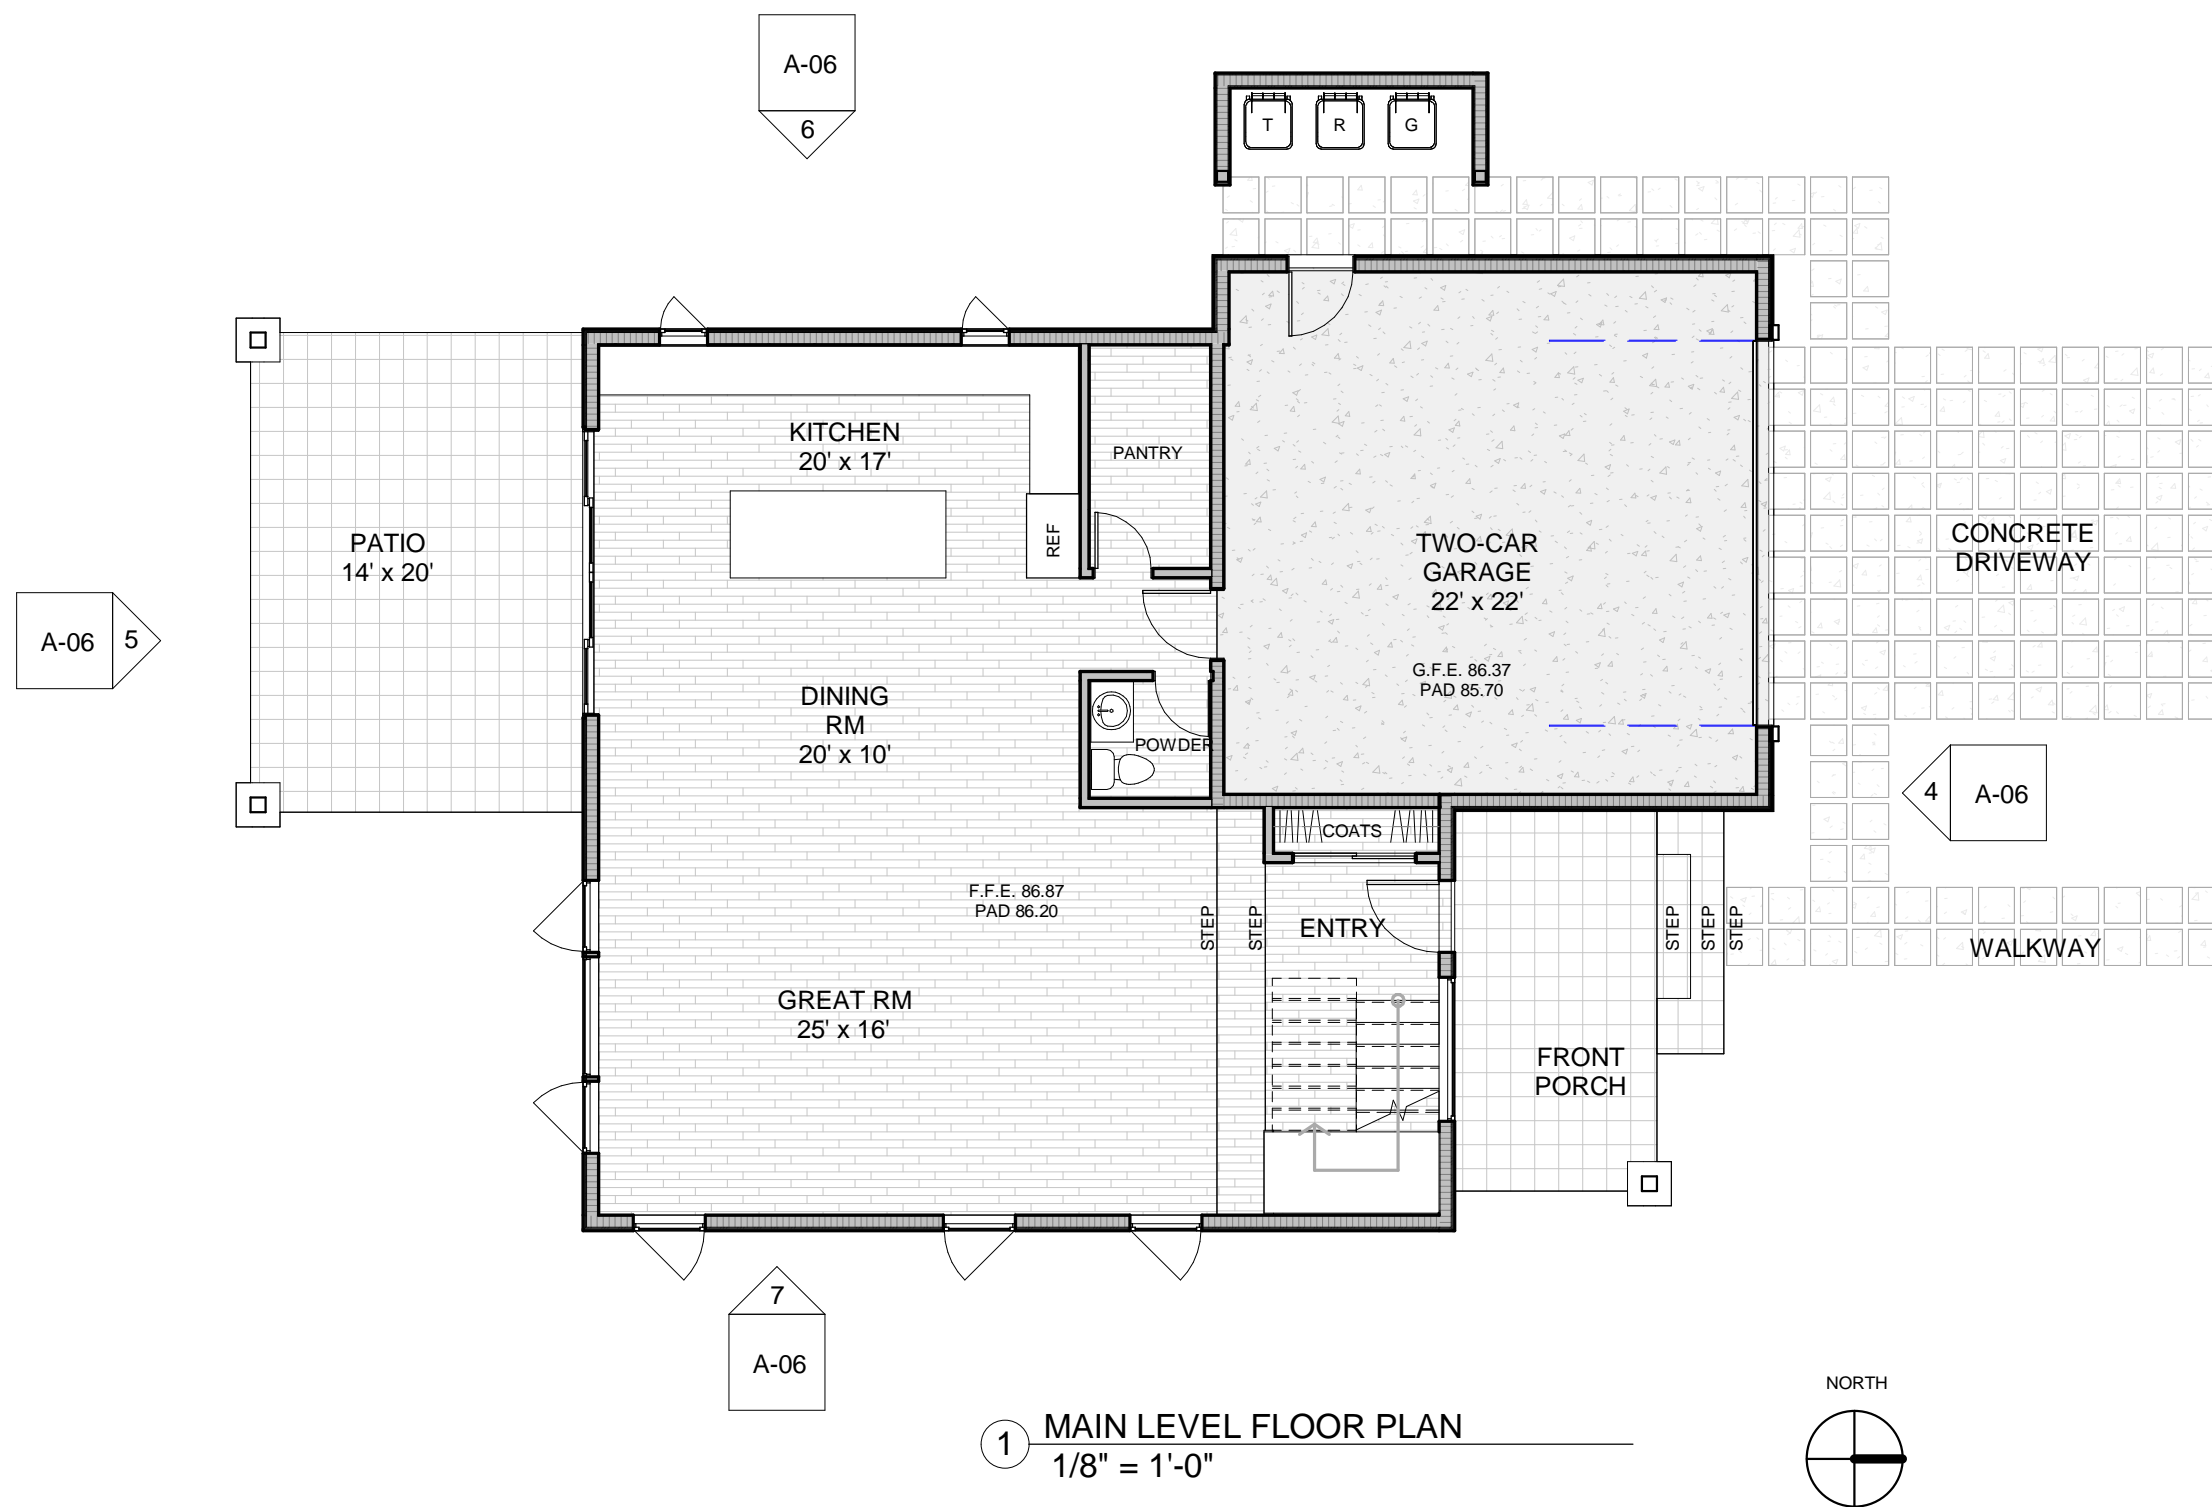 A-06
6
T
R
G
KITCHEN
20' x 17'
PANTRY
REF
PATIO
14' x 20'
TWO-CAR
GARAGE
22' x 22'
CONCRETE
DRIVEWAY
A-06
5
G.F.E. 86.37
PAD 85.70
DINING
RM
20' x 10'
POWDER
4
A-06
COATS
F.F.E. 86.87
PAD 86.20
STEP
STEP
ENTRY
STEP
STEP
STEP
WALKWAY
GREAT RM
25' x 16'
FRONT
PORCH
7
A-06
NORTH
1
MAIN LEVEL FLOOR PLAN
1/8" = 1'-0"